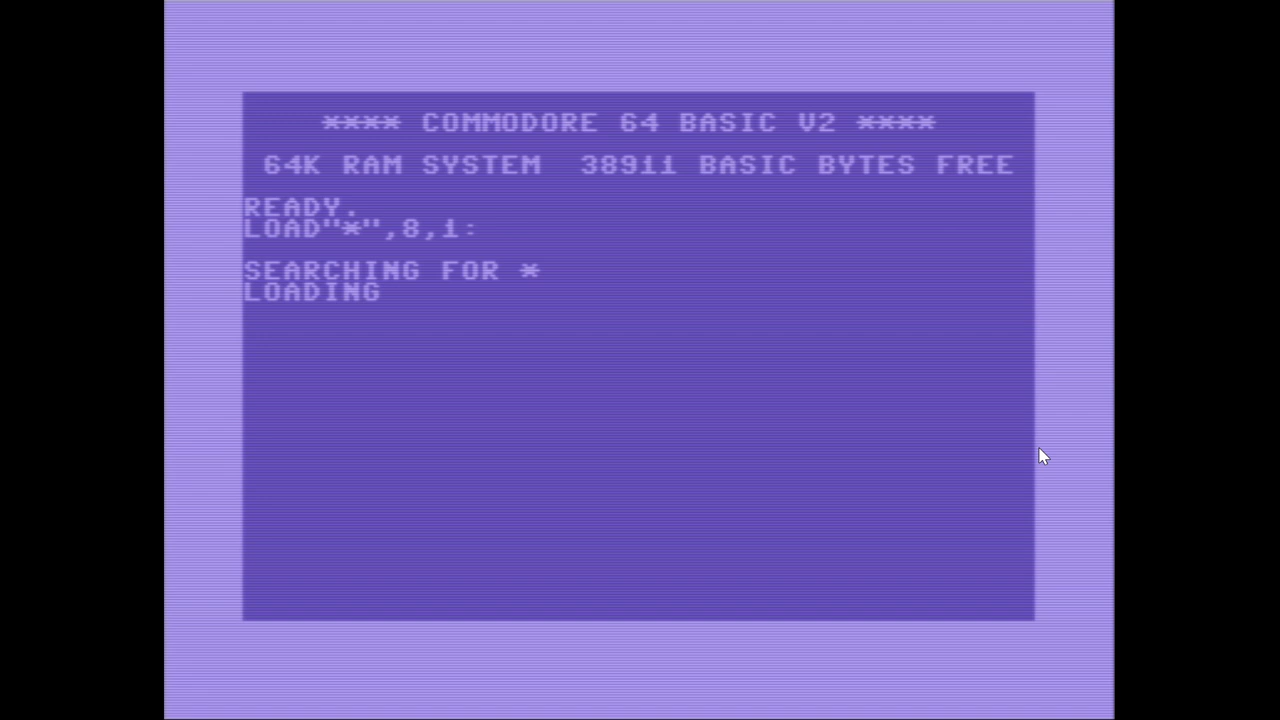 **** COMMODORE 64 BASIC V2 ****
64K RAM SYSTEM  38911 BASIC BYTES FREE
READY.
LOAD"*",8,1:
SEARCHING FOR *
LOADING